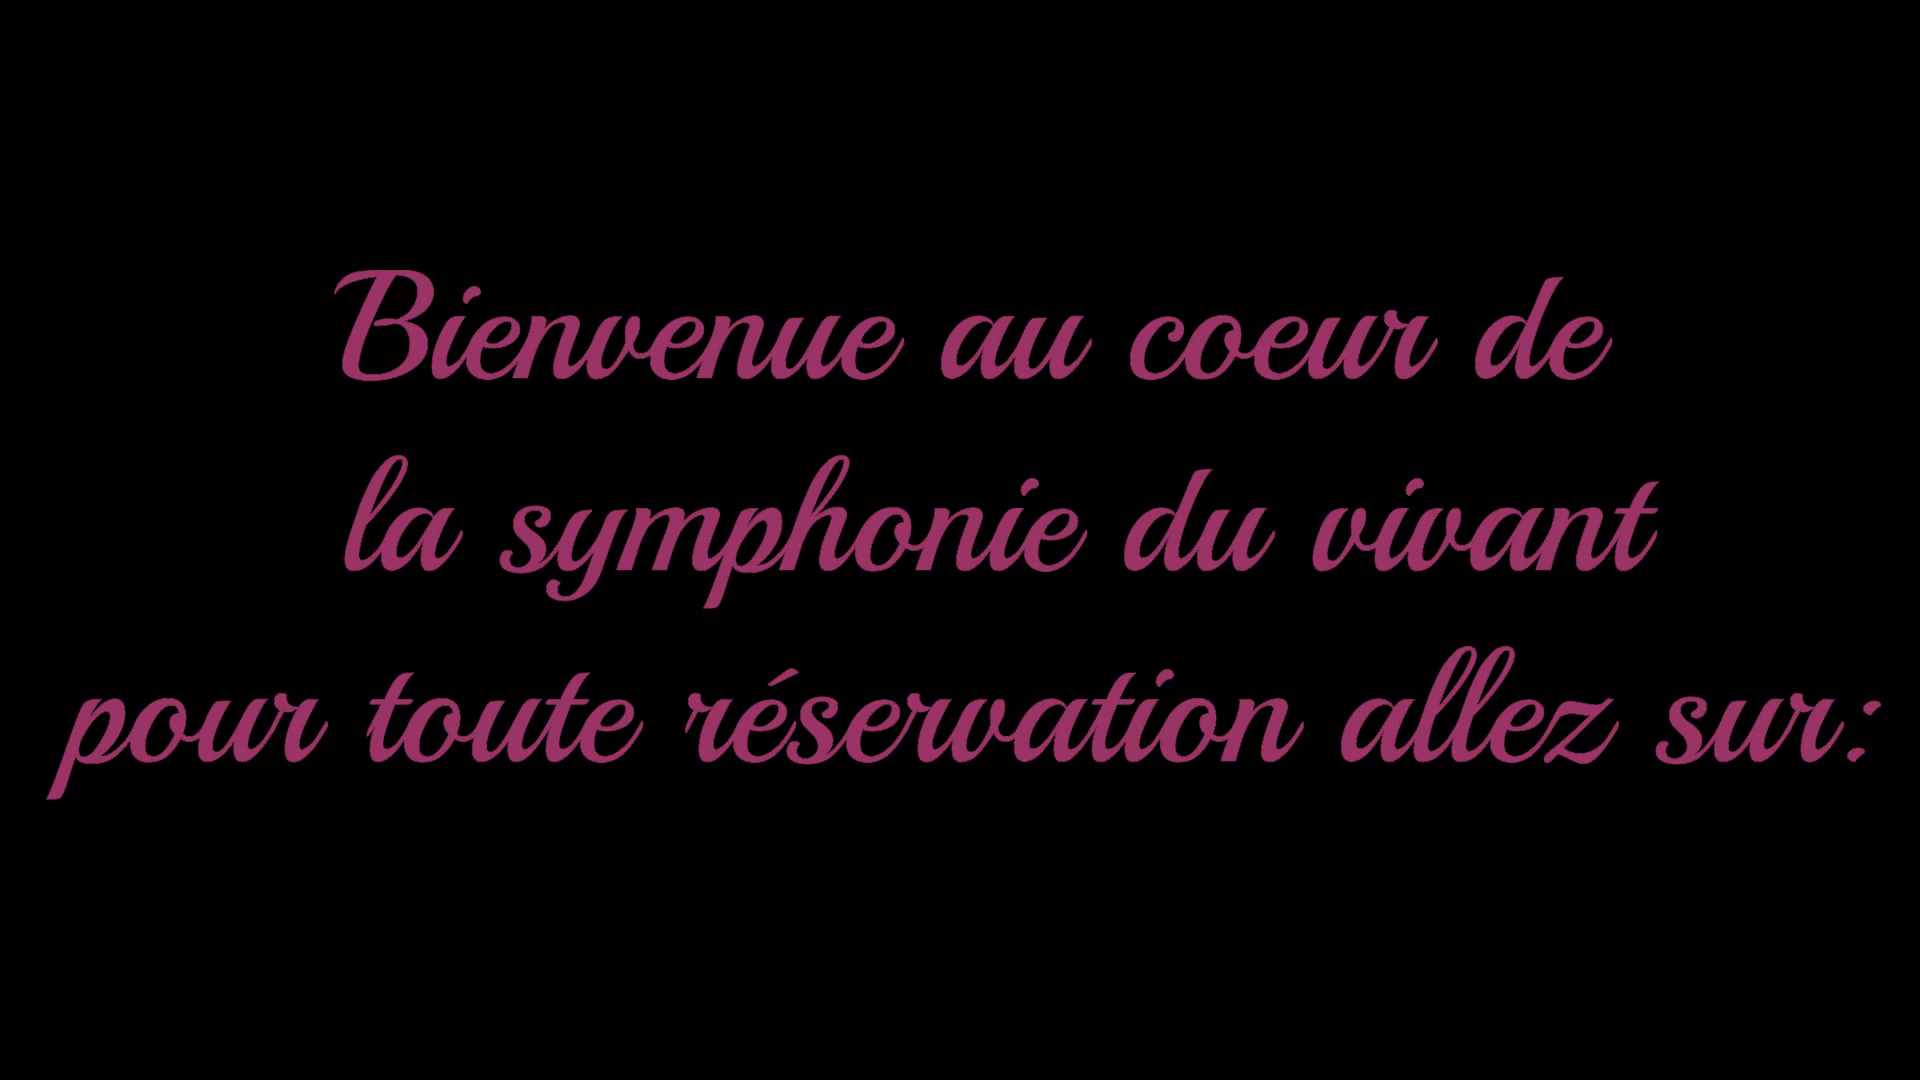 Bienvenue au coeur de
la symphonie du vivant
pour toute réservation allez sur: